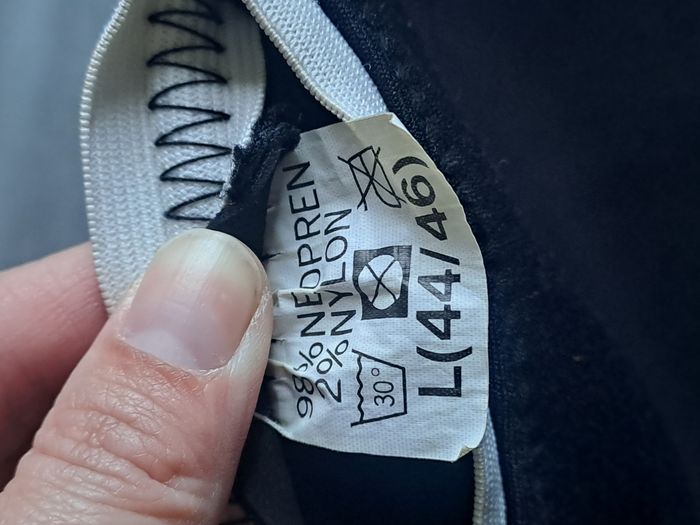 98% NEOPREN
2% NYLON
30°
L(44/46)